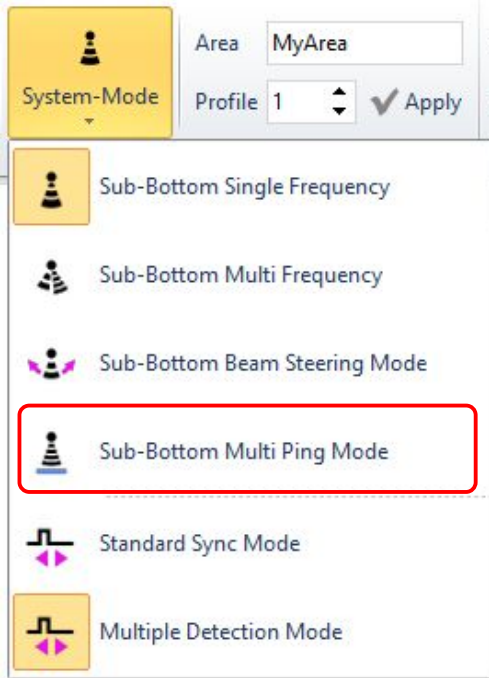 System-Mode
Area MyArea
Profile 1 Apply
Sub-Bottom Single Frequency
Sub-Bottom Multi Frequency
Sub-Bottom Beam Steering Mode
Sub-Bottom Multi Ping Mode
Standard Sync Mode
Multiple Detection Mode